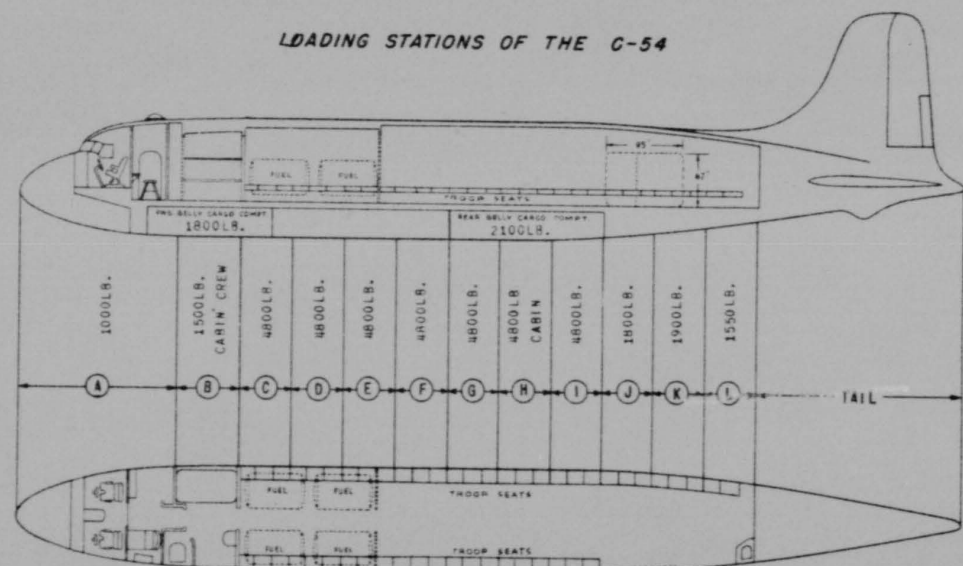 LOADING STATIONS OF THE C-54
95"
FUEL FUEL
82"
TROOP SEATS
FWD BELLY CARGO COMPT.
1800LB.
REAR BELLY CARGO COMPT.
2100LB.
1000LB.
1500LB.
CABIN CREW
4800LB.
4800LB.
4800LB.
4800LB.
4800LB.
4800LB
CABIN
4800LB.
1800LB.
1900LB.
1550LB.
A B C D E F G H I J K L TAIL
FUEL FUEL
TROOP SEATS
FUEL FUEL
TROOP SEATS